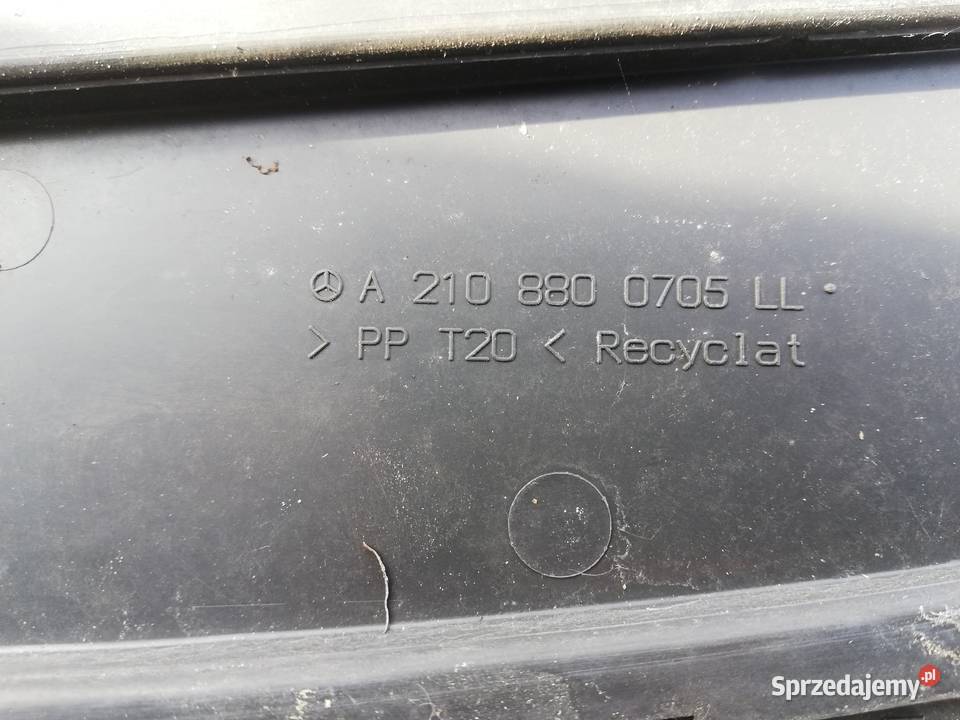 A 210 880 0705 LL
> PP T20 < Recyclat
Sprzedajemy.pl